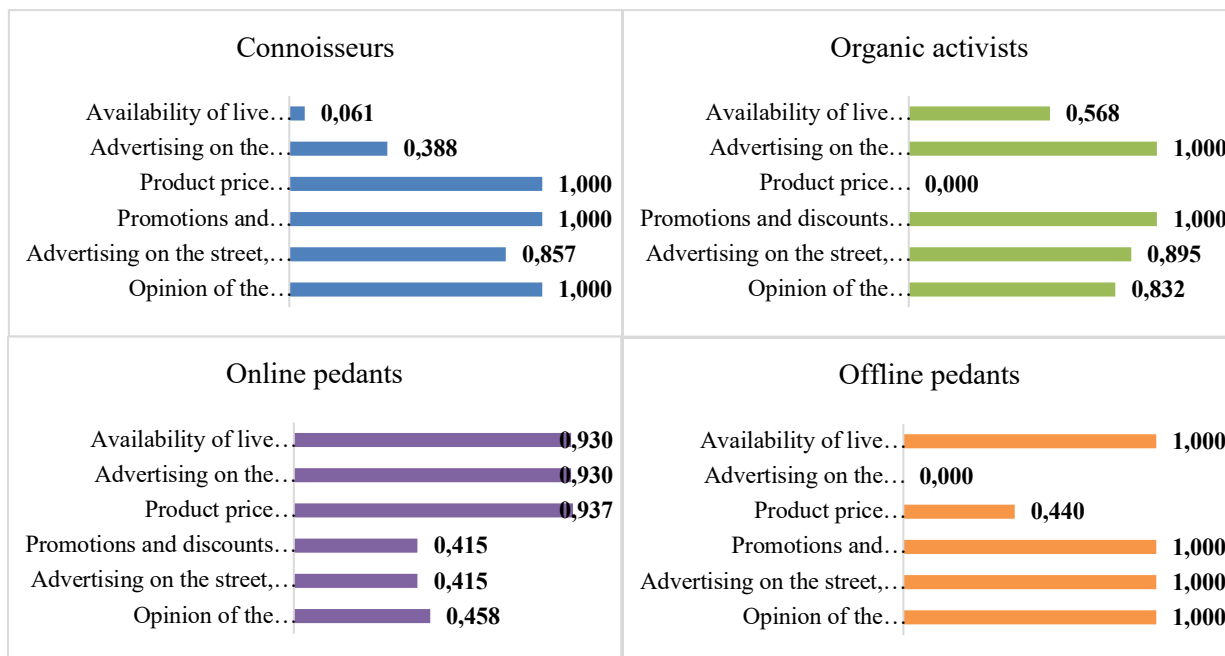 Connoisseurs
Availability of live… 0,061
Advertising on the… 0,388
Product price… 1,000
Promotions and… 1,000
Advertising on the street,… 0,857
Opinion of the… 1,000
Organic activists
Availability of live… 0,568
Advertising on the… 1,000
Product price… 0,000
Promotions and discounts… 1,000
Advertising on the street,… 0,895
Opinion of the… 0,832
Online pedants
Availability of live… 0,930
Advertising on the… 0,930
Product price… 0,937
Promotions and discounts… 0,415
Advertising on the street,… 0,415
Opinion of the… 0,458
Offline pedants
Availability of live… 1,000
Advertising on the… 0,000
Product price… 0,440
Promotions and… 1,000
Advertising on the street,… 1,000
Opinion of the… 1,000